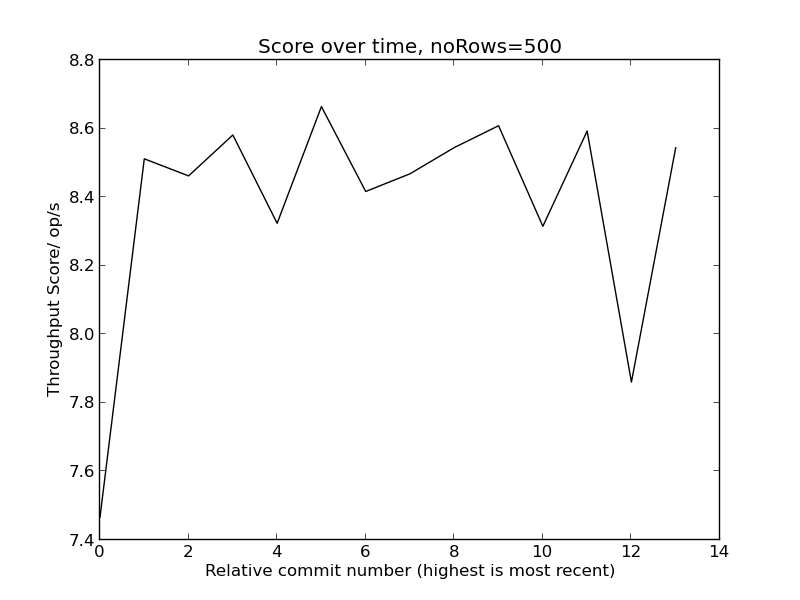 Score over time, noRows=500
Throughput Score/ op/s
8.8
8.6
8.4
8.2
8.0
7.8
7.6
7.4
0 2 4 6 8 10 12 14
Relative commit number (highest is most recent)